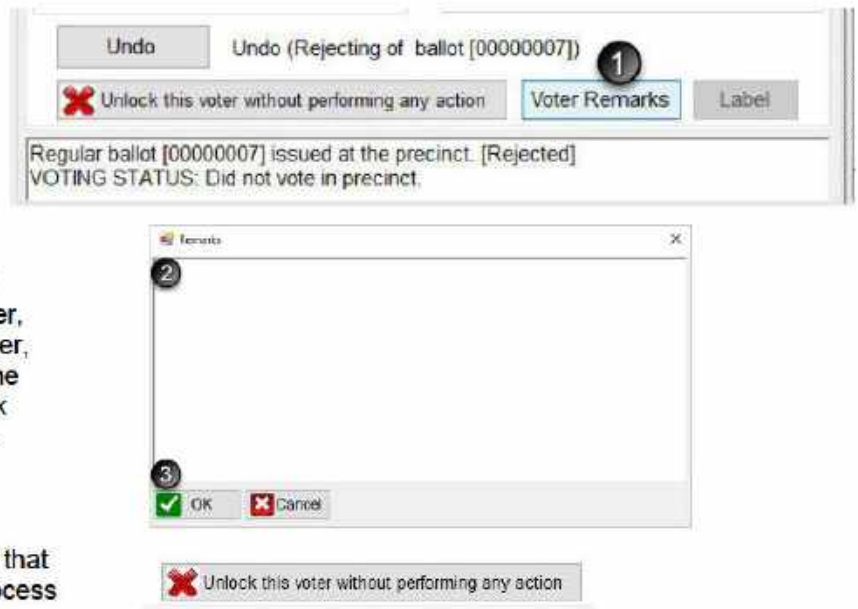 Undo Undo (Rejecting of ballot [00000007])
1
Unlock this voter without performing any action Voter Remarks Label
Regular ballot [00000007] issued at the precinct. [Rejected]
VOTING STATUS: Did not vote in precinct.
Remarks
2
er,
er,
ne
k
3
OK Cancel
that
ocess
Unlock this voter without performing any action